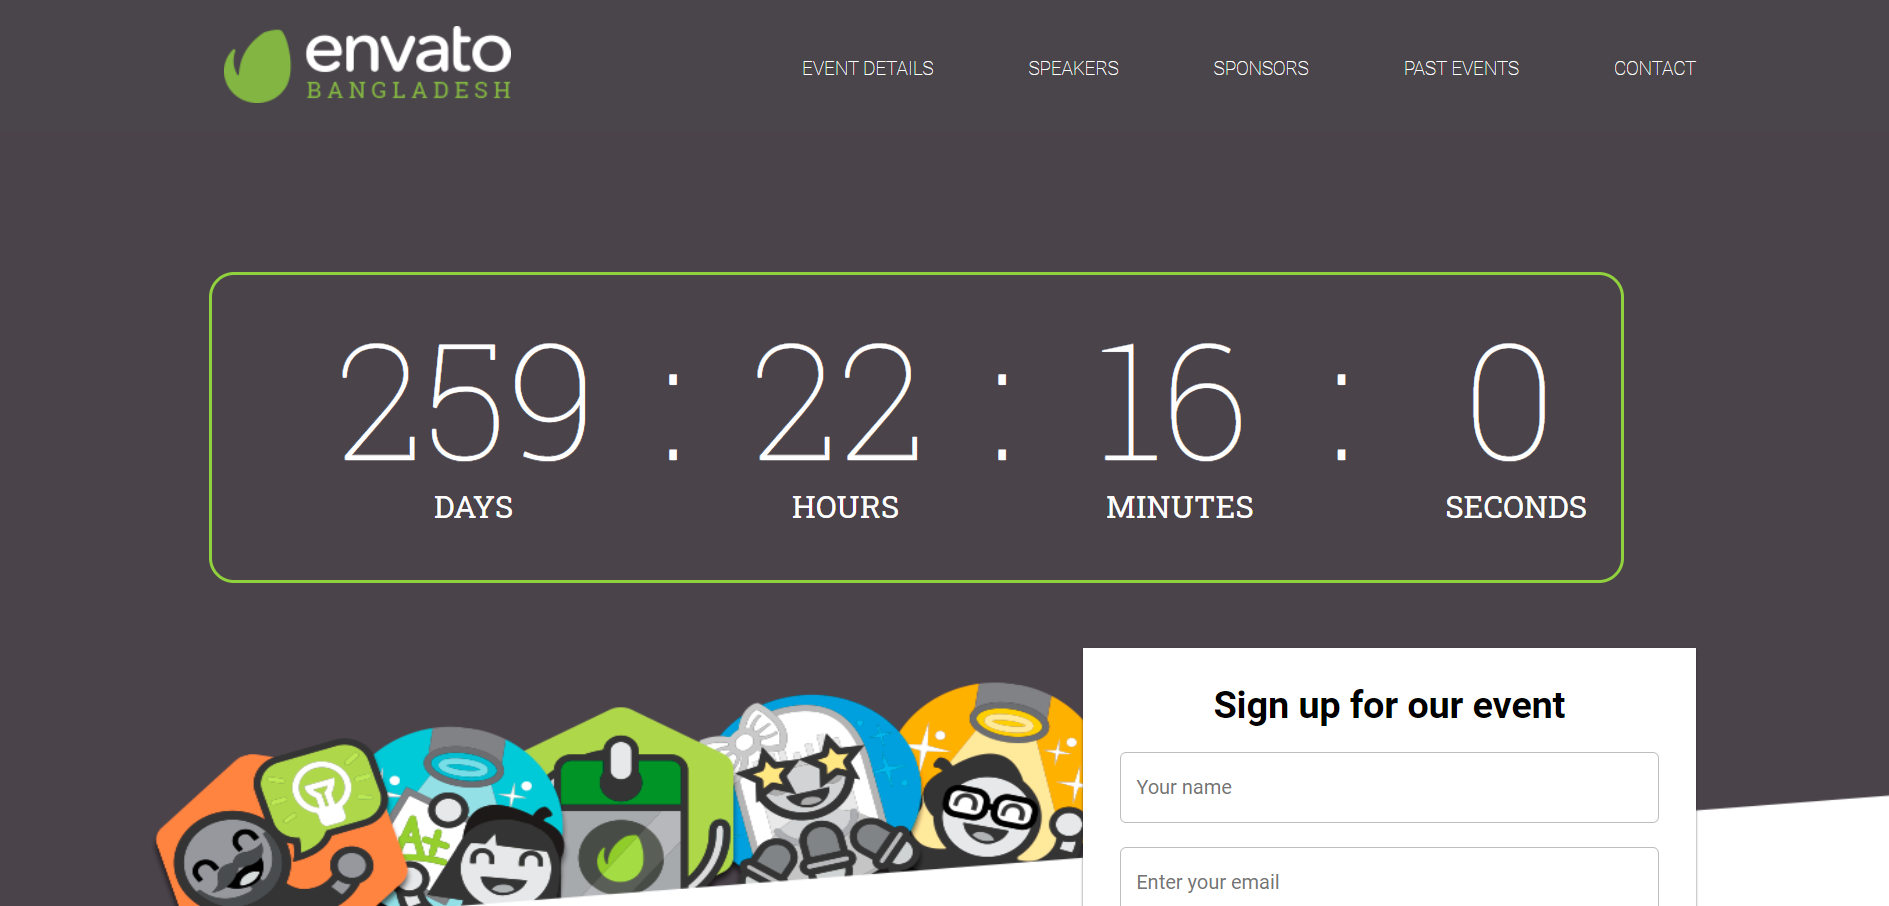 envato
BANGLADESH
EVENT DETAILS
SPEAKERS
SPONSORS
PAST EVENTS
CONTACT
259 : 22 : 16 : 0
DAYS HOURS MINUTES SECONDS
Sign up for our event
Your name
Enter your email
A+